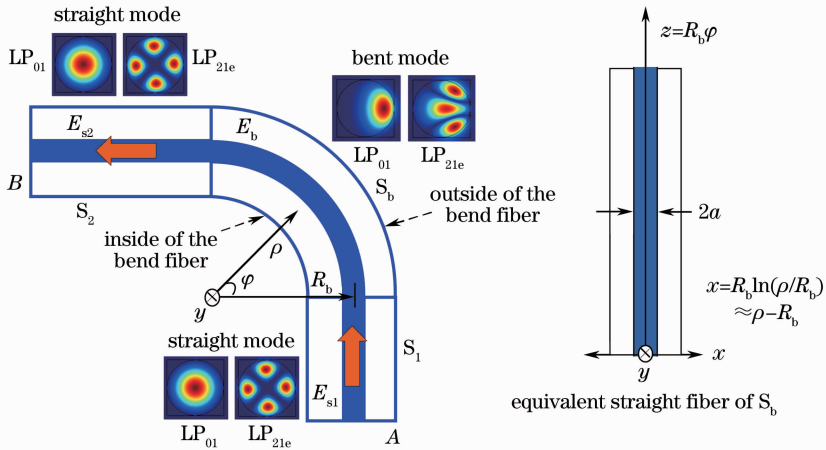 straight mode
LP01
LP21e
bent mode
LP01
LP21e
Es2
Eb
Sb
B
S2
inside of the
bend fiber
outside of the
bend fiber
ρ
φ
Rb
y
straight mode
LP01
LP21e
Es1
S1
A
z=Rbφ
2a
x=Rbln(ρ/Rb)
≈ρ−Rb
x
y
equivalent straight fiber of Sb